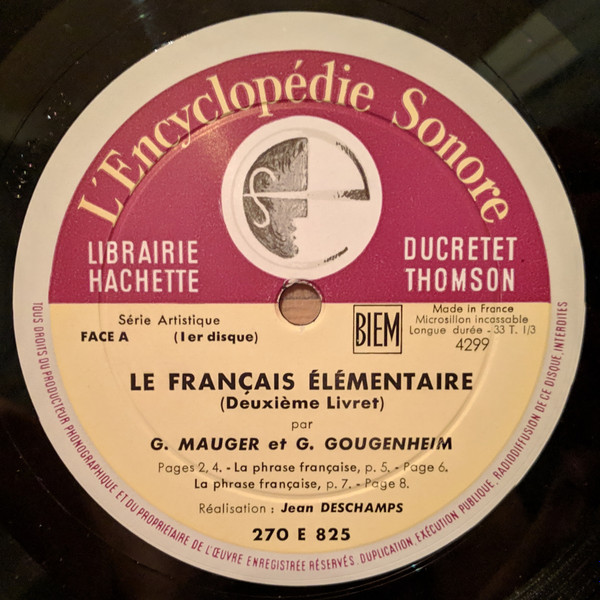 L'Encyclopédie Sonore
LIBRAIRIE
HACHETTE
DUCRETET
THOMSON
Série Artistique
FACE A (1er disque)
BIEM
Made in France
Microsillon incassable
Longue durée - 33 T. 1/3
4299
LE FRANÇAIS ÉLÉMENTAIRE
(Deuxième Livret)
par
G. MAUGER et G. GOUGENHEIM
Pages 2, 4. - La phrase française, p. 5. - Page 6.
La phrase française, p. 7. - Page 8.
Réalisation : Jean DESCHAMPS
270 E 825
TOUS DROITS DU PRODUCTEUR PHONOGRAPHIQUE ET DU PROPRIETAIRE DE L'ŒUVRE ENREGISTRÉE RÉSERVÉS. DUPLICATION, EXÉCUTION PUBLIQUE, RADIODIFFUSION DE CE DISQUE, INTERDITES